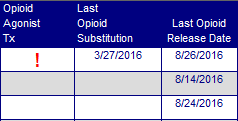 Opioid Agonist Tx | Last Opioid Substitution | Last Opioid Release Date
! | 3/27/2016 | 8/26/2016
8/14/2016
8/24/2016